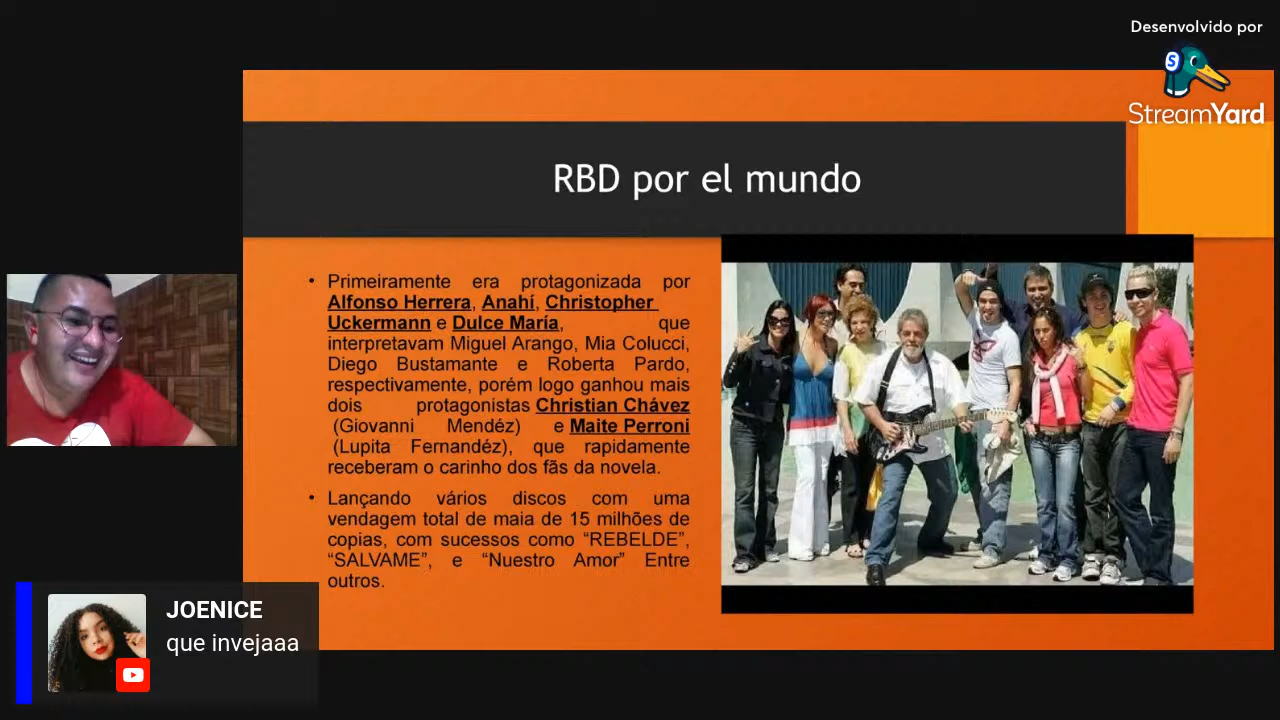 Desenvolvido por
StreamYard
RBD por el mundo
• Primeiramente era protagonizada por
Alfonso Herrera, Anahí, Christopher
Uckermann e Dulce María, que
interpretavam Miguel Arango, Mia Colucci,
Diego Bustamante e Roberta Pardo,
respectivamente, porém logo ganhou mais
dois protagonistas Christian Chávez
(Giovanni Mendéz) e Maite Perroni
(Lupita Fernandéz), que rapidamente
receberam o carinho dos fãs da novela.
• Lançando vários discos com uma
vendagem total de maia de 15 milhões de
copias, com sucessos como “REBELDE”,
“SALVAME”, e “Nuestro Amor” Entre
outros.
JOENICE
que invejaaa